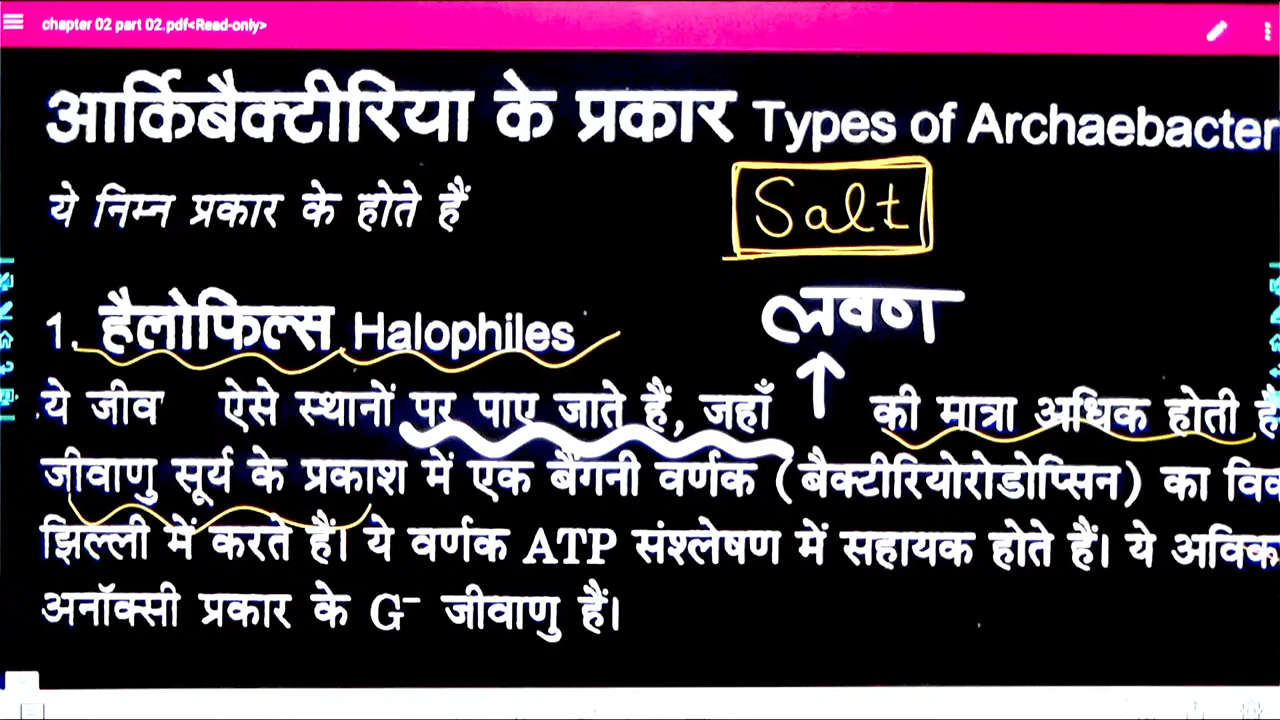 chapter 02 part 02.pdf<Read-only>
आर्किबैक्टीरिया के प्रकार Types of Archaebacter
ये निम्न प्रकार के होते हैं
Salt
1. हैलोफिल्स Halophiles
लवण
ये जीव ऐसे स्थानों पर पाए जाते हैं, जहाँ की मात्रा अधिक होती है
जीवाणु सूर्य के प्रकाश में एक बैंगनी वर्णक (बैक्टीरियोरोडोप्सिन) का
झिल्ली में करते हैं। ये वर्णक ATP संश्लेषण में सहायक होते हैं। ये
अनॉक्सी प्रकार के G⁻ जीवाणु हैं।